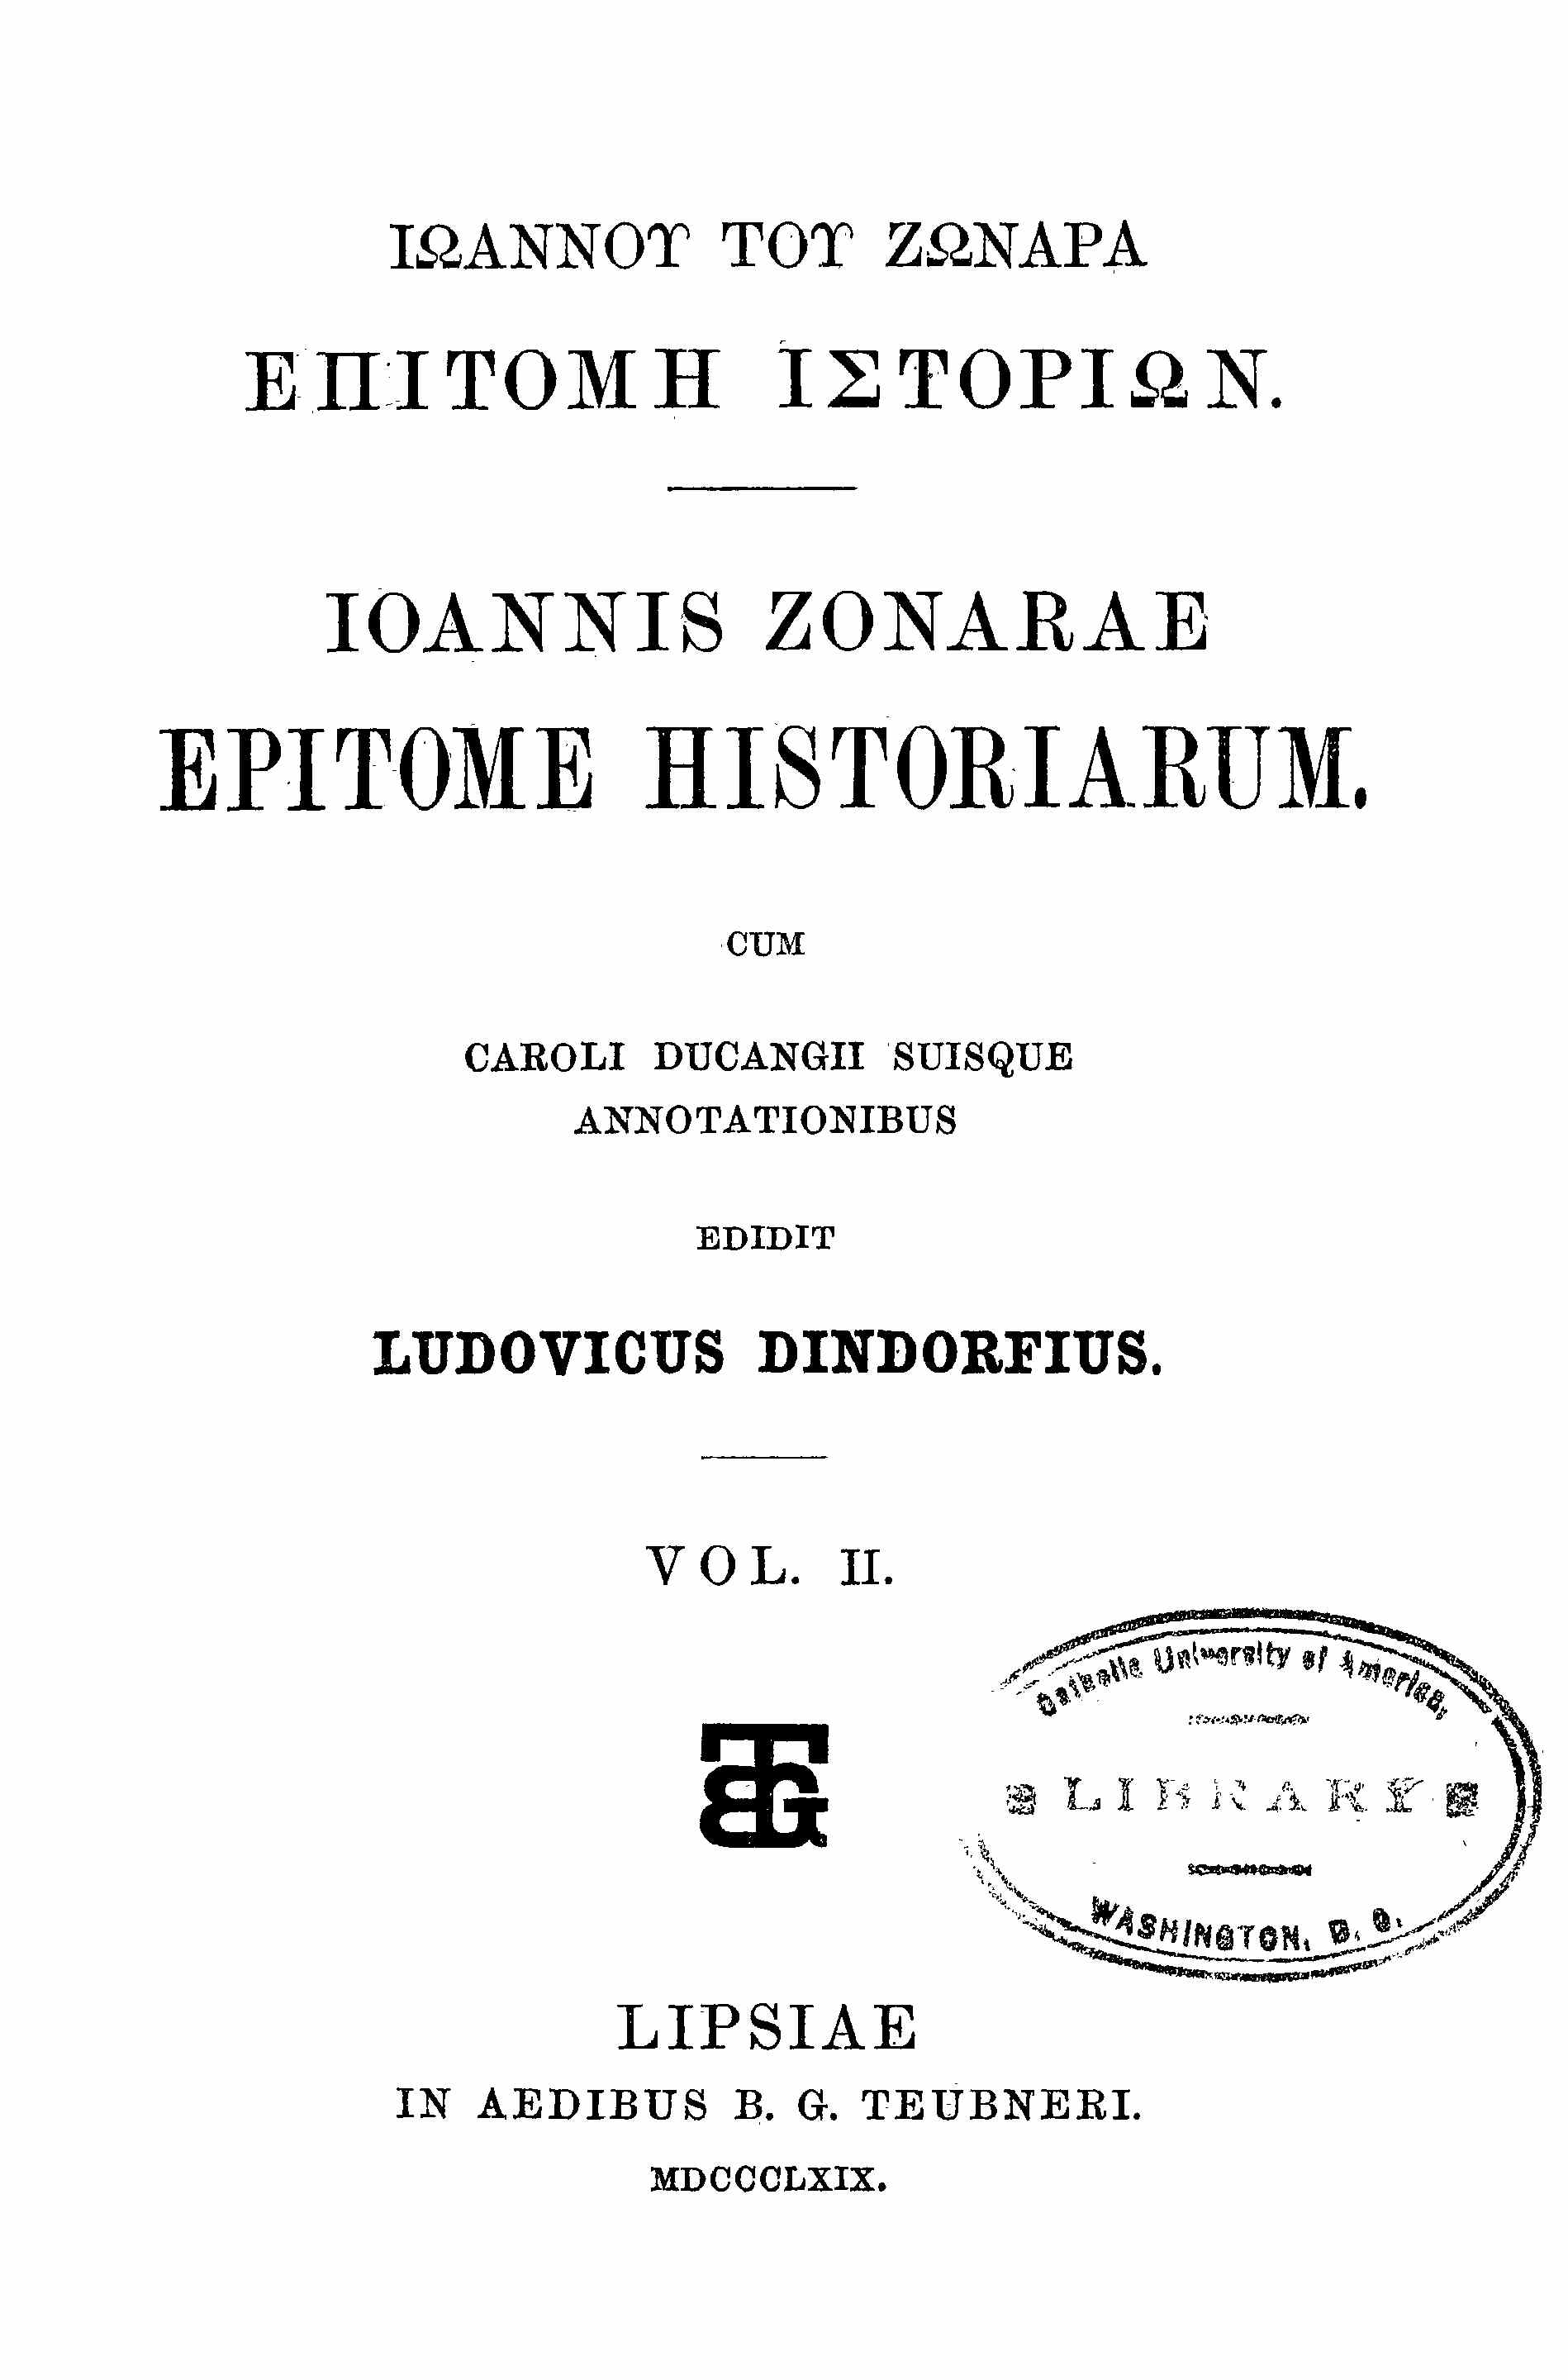 ΙΩΑΝΝΟΥ ΤΟΥ ΖΩΝΑΡΑ
ΕΠΙΤΟΜΗ ΙΣΤΟΡΙΩΝ.
IOANNIS ZONARAE
EPITOME HISTORIARUM.
CUM
CAROLI DUCANGII SUISQUE
ANNOTATIONIBUS
EDIDIT
LUDOVICUS DINDORFIUS.
VOL. II.
BTG
Catholic University of America,
LIBRARY
WASHINGTON, D. C.
LIPSIAE
IN AEDIBUS B. G. TEUBNERI.
MDCCCLXIX.